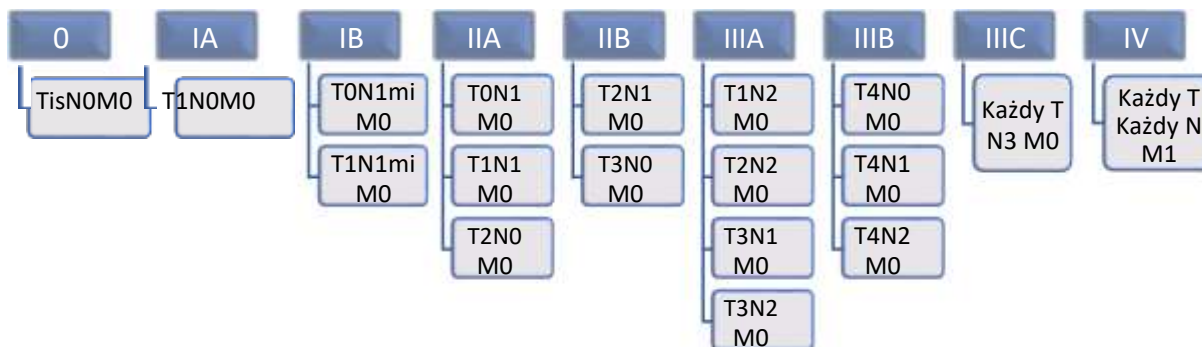 0
TisN0M0
IA
T1N0M0
IB
T0N1mi
M0
T1N1mi
M0
IIA
T0N1
M0
T1N1
M0
T2N0
M0
IIB
T2N1
M0
T3N0
M0
IIIA
T1N2
M0
T2N2
M0
T3N1
M0
T3N2
M0
IIIB
T4N0
M0
T4N1
M0
T4N2
M0
IIIC
Każdy T
N3 M0
IV
Każdy T
Każdy N
M1